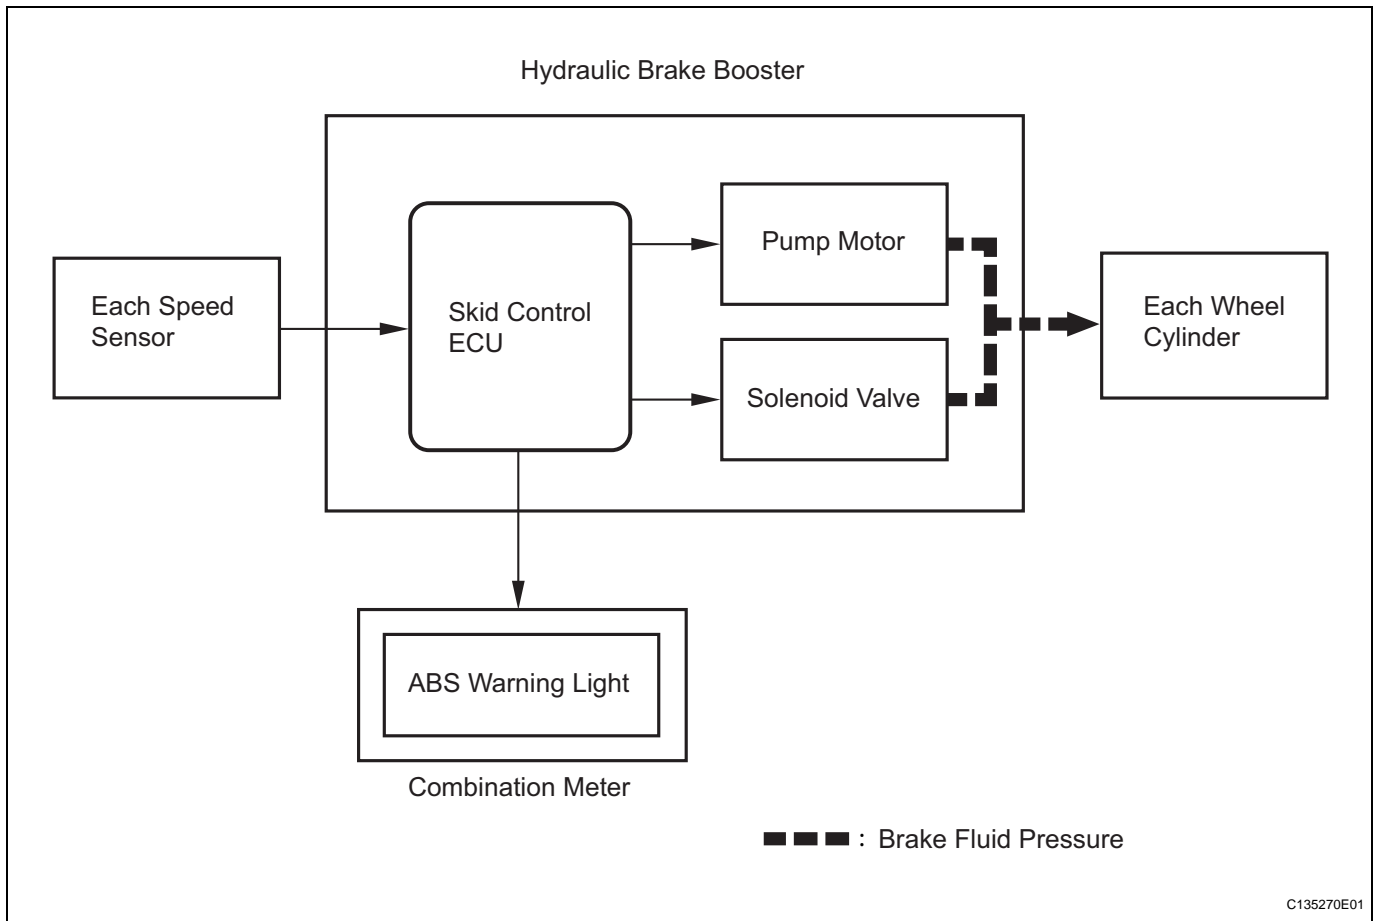 Hydraulic Brake Booster
Each Speed
Sensor
Skid Control
ECU
Pump Motor
Solenoid Valve
Each Wheel
Cylinder
ABS Warning Light
Combination Meter
: Brake Fluid Pressure
C135270E01